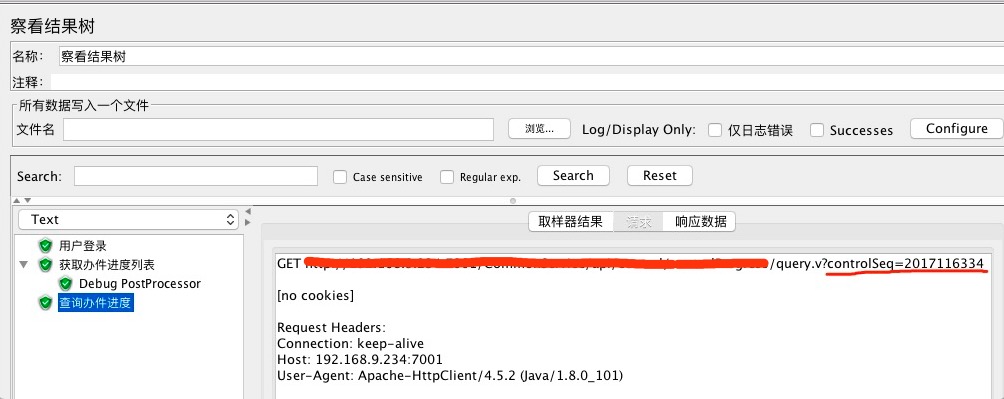 察看结果树
名称： 察看结果树
注释：
所有数据写入一个文件
文件名 浏览... Log/Display Only: 仅日志错误 Successes Configure
Search: Case sensitive Regular exp. Search Reset
Text
取样器结果 请求 响应数据
用户登录
获取办件进度列表
Debug PostProcessor
查询办件进度
GET /query.v?controlSeq=2017116334
[no cookies]
Request Headers:
Connection: keep-alive
Host: 192.168.9.234:7001
User-Agent: Apache-HttpClient/4.5.2 (Java/1.8.0_101)